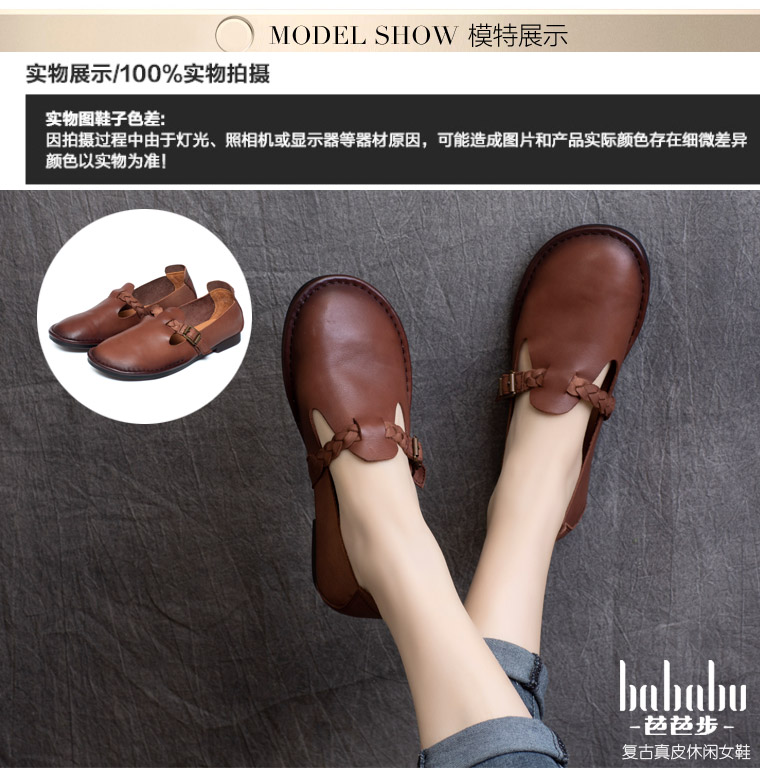 MODEL SHOW 模特展示
实物展示/100%实物拍摄
实物图鞋子色差:
因拍摄过程中由于灯光、照相机或显示器等器材原因，可能造成图片和产品实际颜色存在细微差异
颜色以实物为准!
bababu
-芭芭步-
复古真皮休闲女鞋